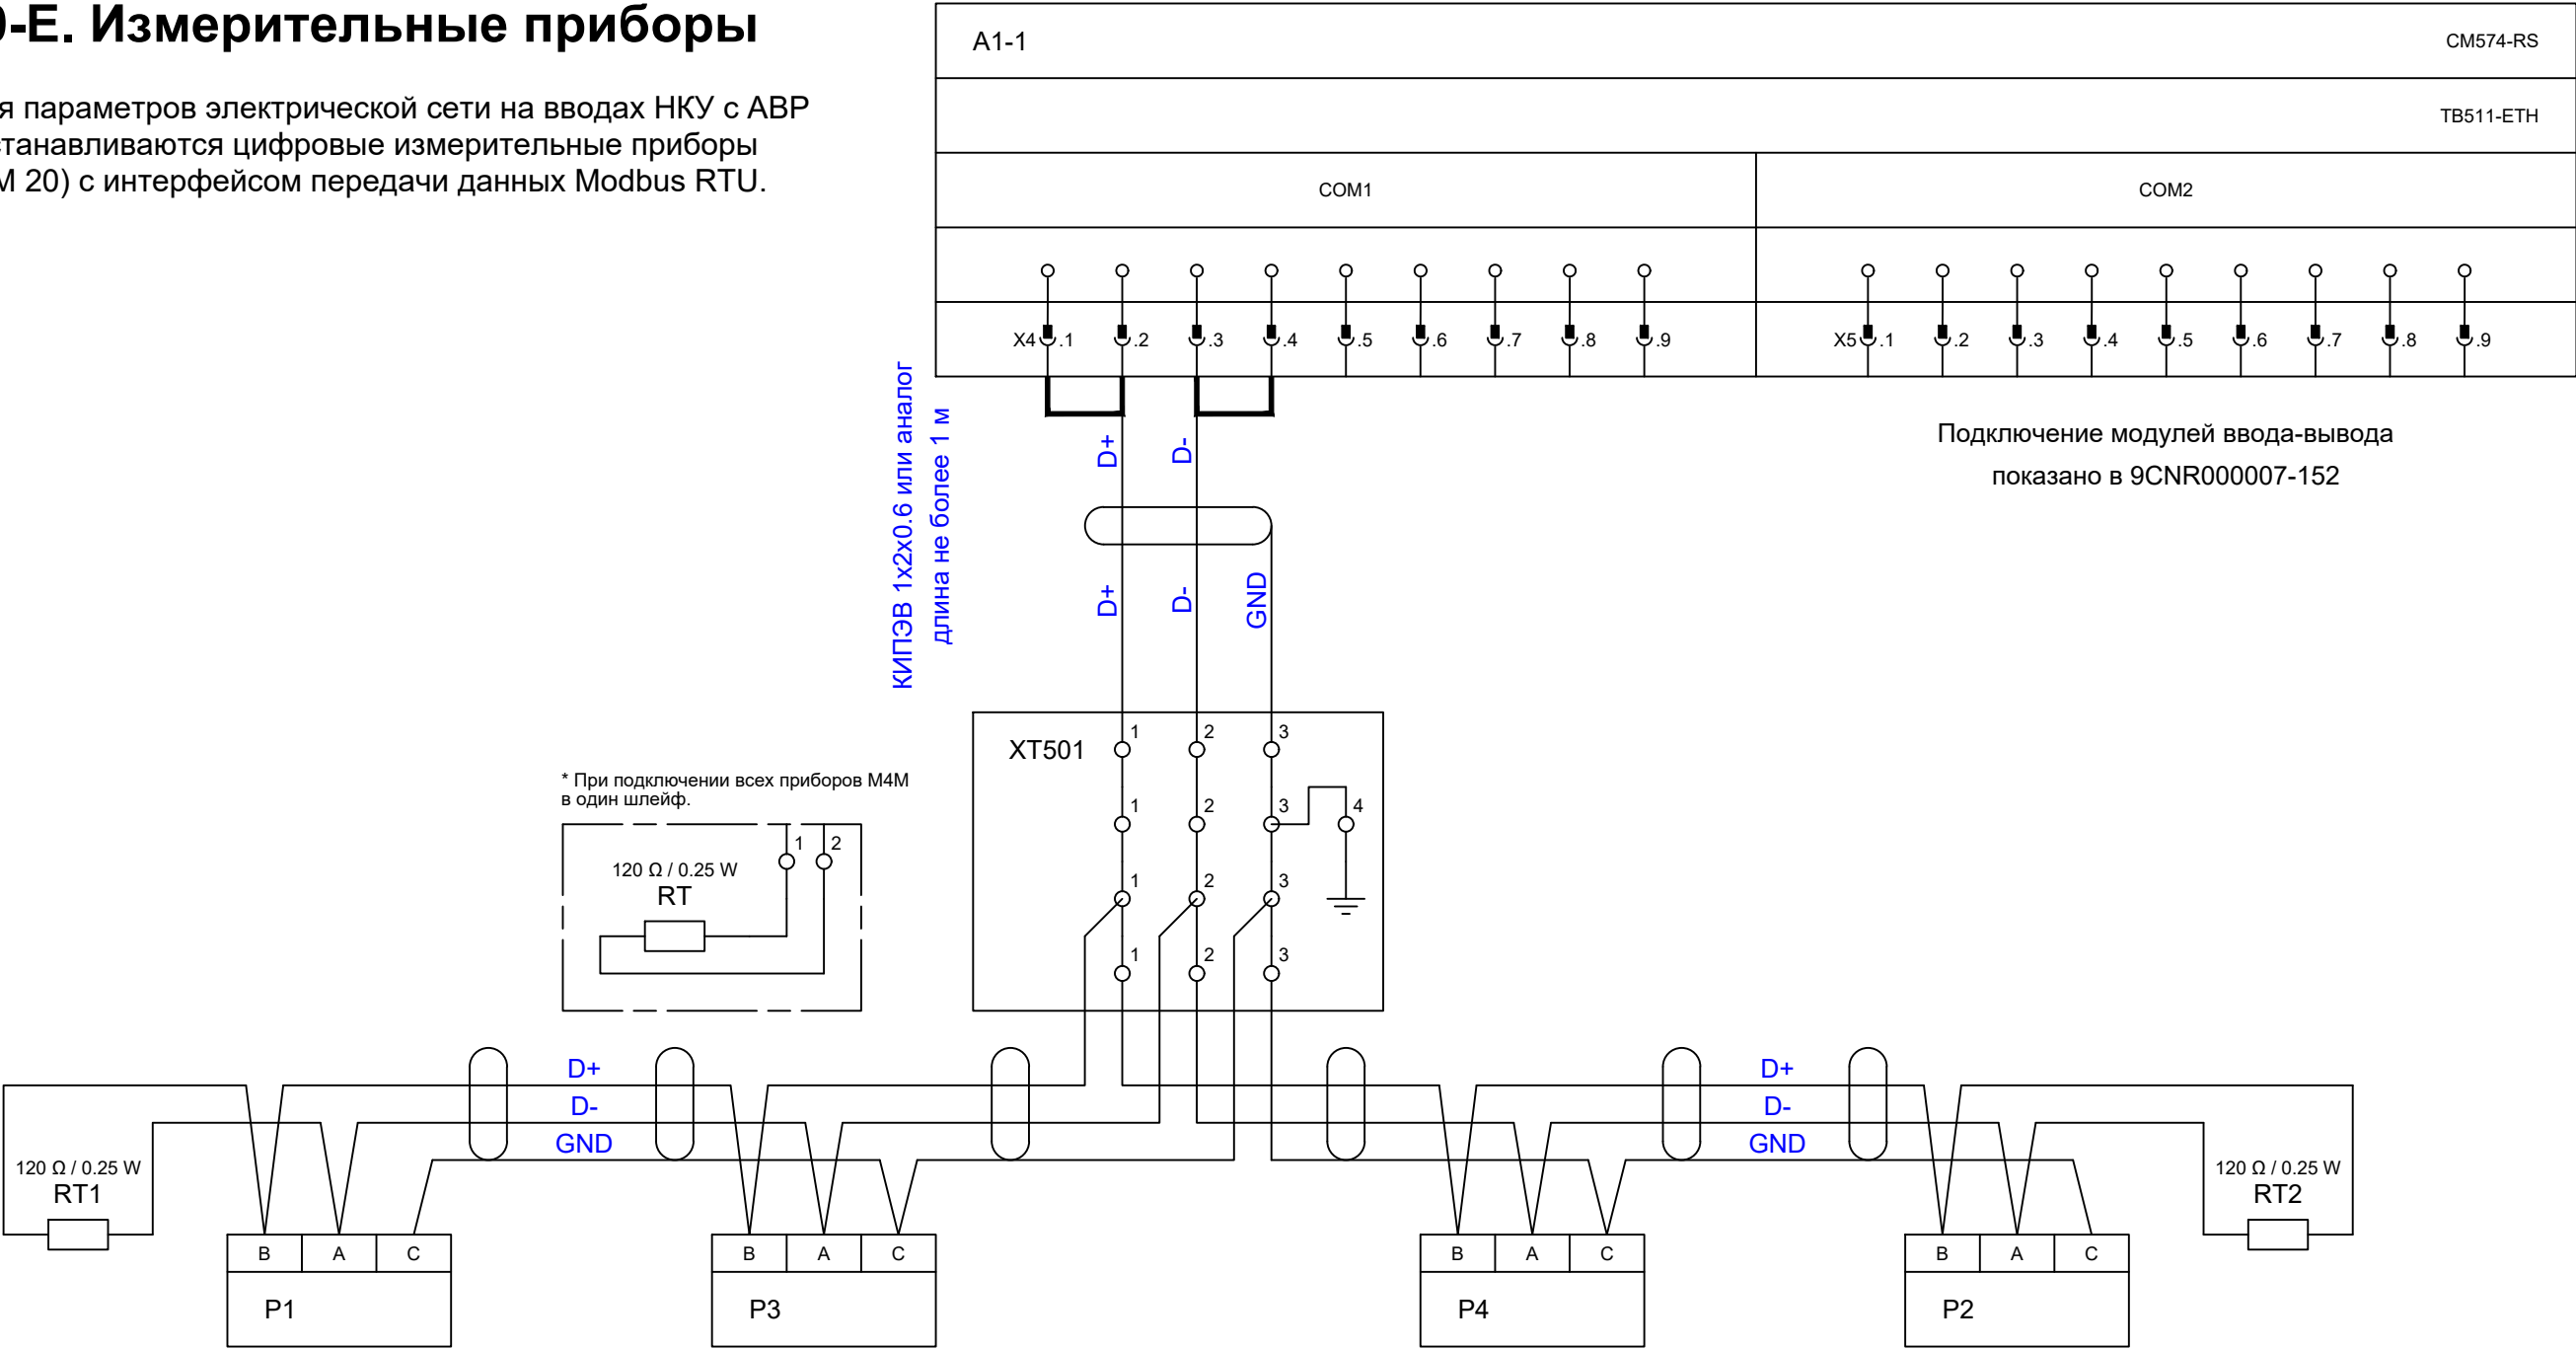 -E. Измерительные приборы
параметров электрической сети на вводах НКУ с АВР
станавливаются цифровые измерительные приборы
М 20) с интерфейсом передачи данных Modbus RTU.
A1-1
CM574-RS
TB511-ETH
COM1
COM2
X4 .1 .2 .3 .4 .5 .6 .7 .8 .9
X5 .1 .2 .3 .4 .5 .6 .7 .8 .9
Подключение модулей ввода-вывода
показано в 9CNR000007-152
КИПЭВ 1x2x0.6 или аналог
длина не более 1 м
D+ D-
D+ D- GND
XT501
1 2 3
1 2 3 4
1 2 3
1 2 3
* При подключении всех приборов М4М
в один шлейф.
1 2
120 Ω / 0.25 W
RT
D+
D-
GND
D+
D-
GND
120 Ω / 0.25 W
RT1
120 Ω / 0.25 W
RT2
B A C
P1
B A C
P3
B A C
P4
B A C
P2